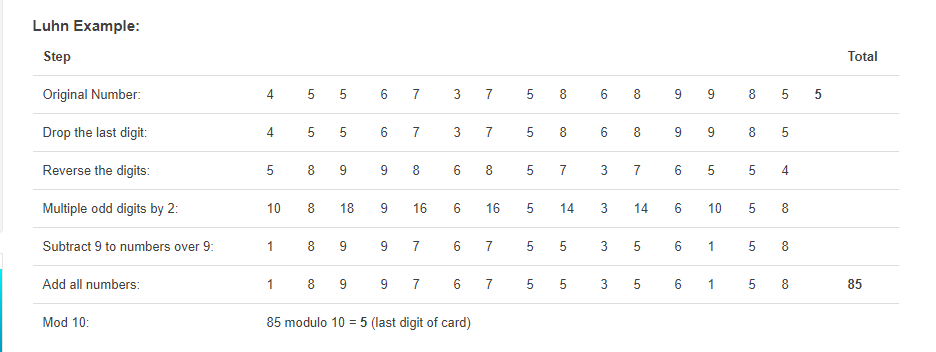 Luhn Example:
Step Total
Original Number: 4 5 5 6 7 3 7 5 8 6 8 9 9 8 5 5
Drop the last digit: 4 5 5 6 7 3 7 5 8 6 8 9 9 8 5
Reverse the digits: 5 8 9 9 8 6 8 5 7 3 7 6 5 5 4
Multiple odd digits by 2: 10 8 18 9 16 6 16 5 14 3 14 6 10 5 8
Subtract 9 to numbers over 9: 1 8 9 9 7 6 7 5 5 3 5 6 1 5 8
Add all numbers: 1 8 9 9 7 6 7 5 5 3 5 6 1 5 8 85
Mod 10: 85 modulo 10 = 5 (last digit of card)